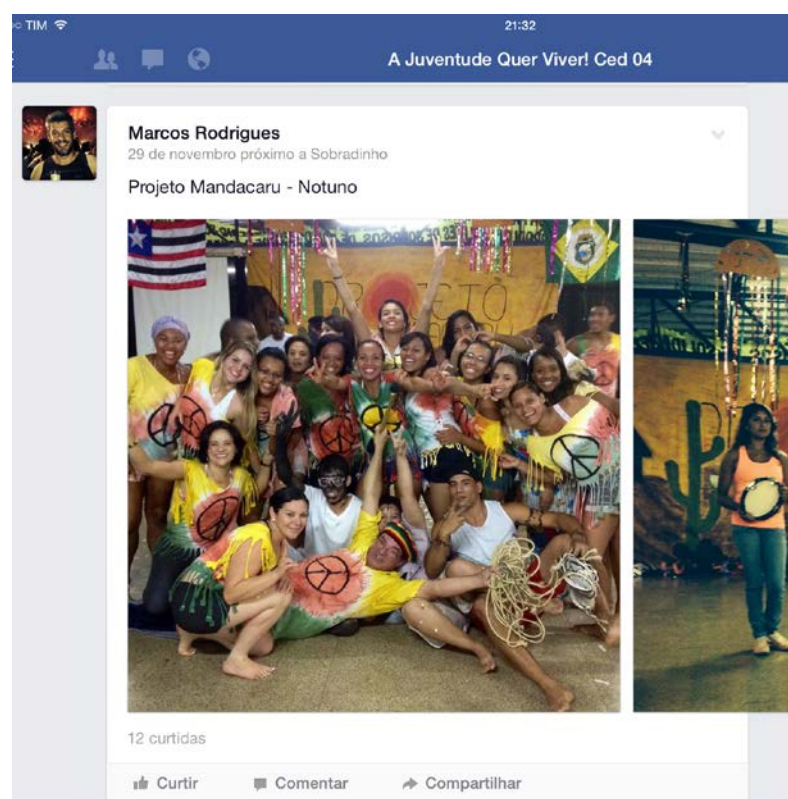 TIM 21:32
A Juventude Quer Viver! Ced 04
Marcos Rodrigues
29 de novembro próximo a Sobradinho
Projeto Mandacaru - Notuno
PROJETO
12 curtidas
Curtir Comentar Compartilhar